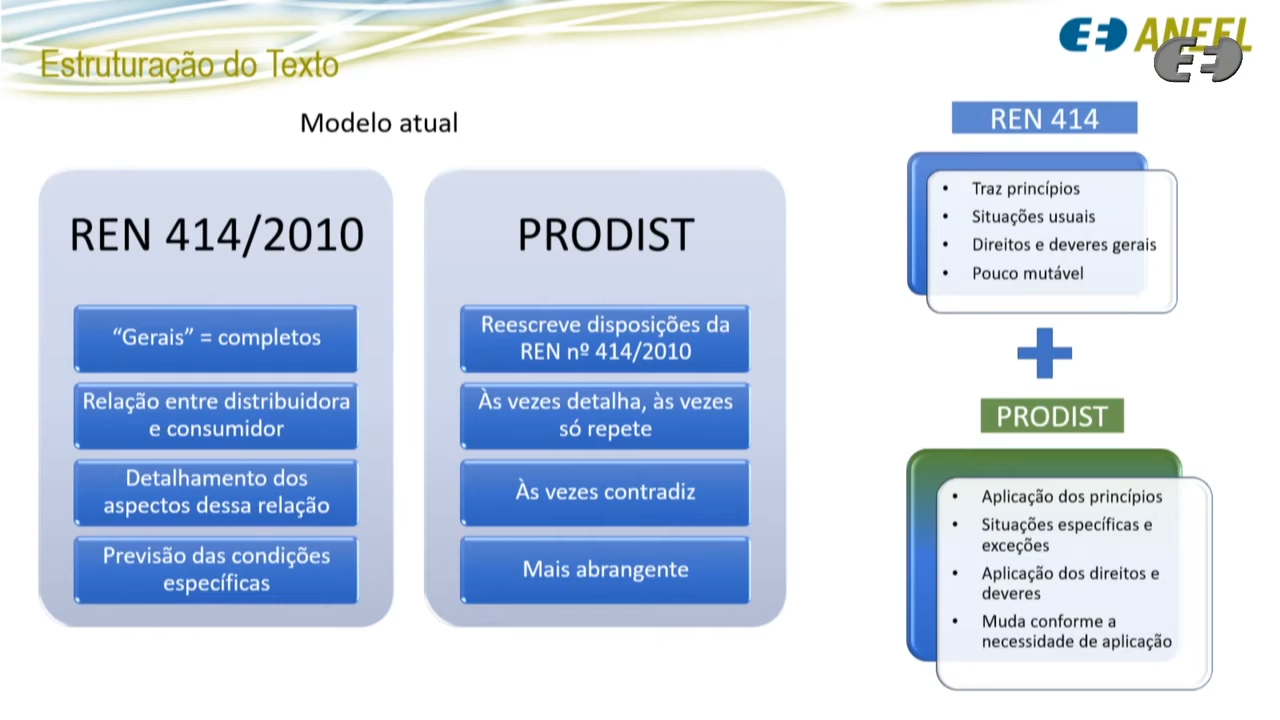 Estruturação do Texto
ANEEL
Modelo atual
REN 414/2010
“Gerais” = completos
Relação entre distribuidora
e consumidor
Detalhamento dos
aspectos dessa relação
Previsão das condições
específicas
PRODIST
Reescreve disposições da
REN nº 414/2010
Às vezes detalha, às vezes
só repete
Às vezes contradiz
Mais abrangente
REN 414
• Traz princípios
• Situações usuais
• Direitos e deveres gerais
• Pouco mutável
PRODIST
• Aplicação dos princípios
• Situações específicas e
exceções
• Aplicação dos direitos e
deveres
• Muda conforme a
necessidade de aplicação